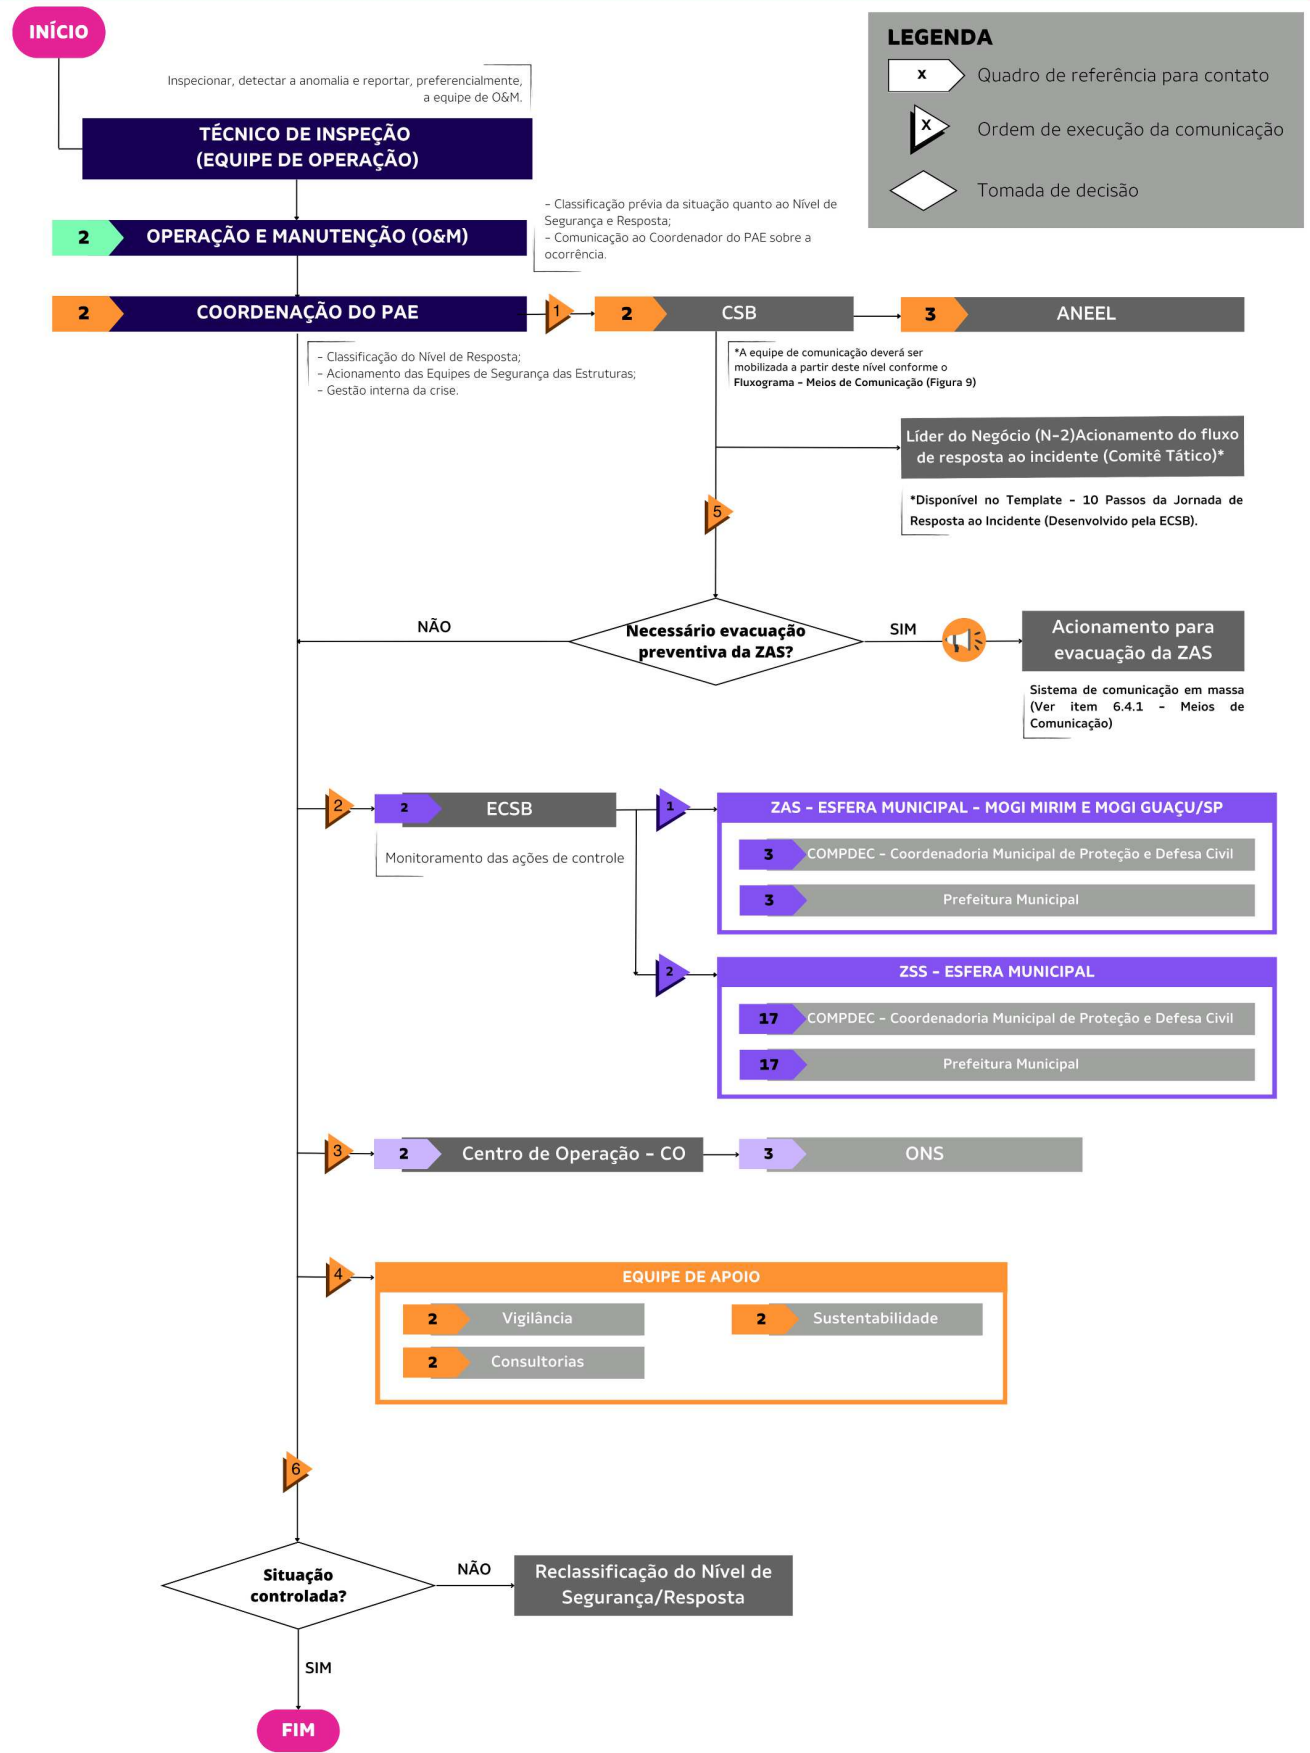 INÍCIO
LEGENDA
X
Quadro de referência para contato
X
Ordem de execução da comunicação
Tomada de decisão
Inspecionar, detectar a anomalia e reportar, preferencialmente,
a equipe de O&M.
TÉCNICO DE INSPEÇÃO
(EQUIPE DE OPERAÇÃO)
- Classificação prévia da situação quanto ao Nível de
Segurança e Resposta;
- Comunicação ao Coordenador do PAE sobre a
ocorrência.
2
OPERAÇÃO E MANUTENÇÃO (O&M)
2
COORDENAÇÃO DO PAE
1
2
CSB
3
ANEEL
- Classificação do Nível de Resposta;
- Acionamento das Equipes de Segurança das Estruturas;
- Gestão interna da crise.
*A equipe de comunicação deverá ser
mobilizada a partir deste nível conforme o
Fluxograma - Meios de Comunicação (Figura 9)
Líder do Negócio (N-2)Acionamento do fluxo
de resposta ao incidente (Comitê Tático)*
*Disponível no Template - 10 Passos da Jornada de
Resposta ao Incidente (Desenvolvido pela ECSB).
5
NÃO
Necessário evacuação
preventiva da ZAS?
SIM
Acionamento para
evacuação da ZAS
Sistema de comunicação em massa
(Ver item 6.4.1 - Meios de
Comunicação)
2
2
ECSB
Monitoramento das ações de controle
1
ZAS - ESFERA MUNICIPAL - MOGI MIRIM E MOGI GUAÇU/SP
3
COMPDEC - Coordenadoria Municipal de Proteção e Defesa Civil
3
Prefeitura Municipal
2
ZSS - ESFERA MUNICIPAL
17
COMPDEC - Coordenadoria Municipal de Proteção e Defesa Civil
17
Prefeitura Municipal
3
2
Centro de Operação - CO
3
ONS
4
EQUIPE DE APOIO
2
Vigilância
2
Sustentabilidade
2
Consultorias
6
Situação
controlada?
NÃO
Reclassificação do Nível de
Segurança/Resposta
SIM
FIM